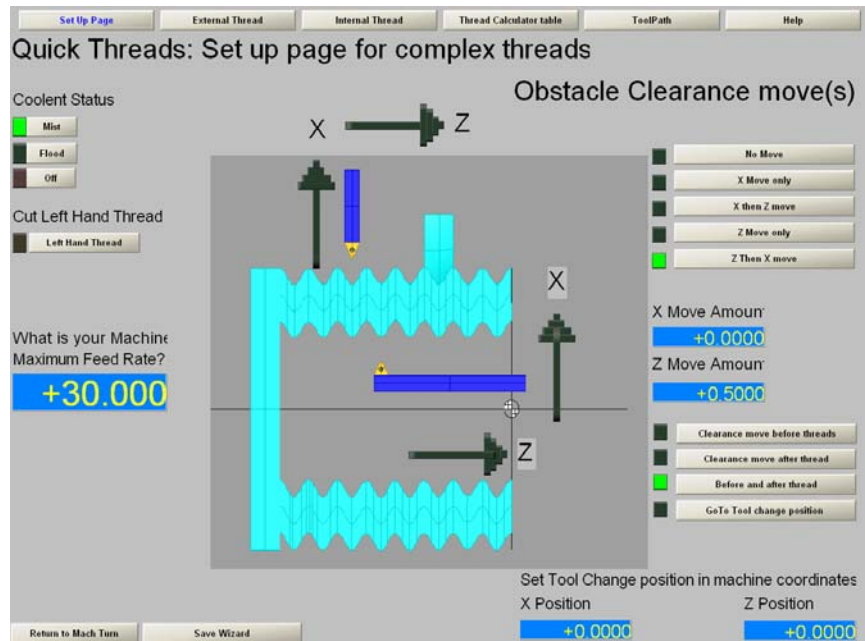 Set Up Page External Thread Internal Thread Thread Calculator table ToolPath Help
Quick Threads: Set up page for complex threads
Obstacle Clearance move(s)
Coolent Status
Mist
Flood
Off
Cut Left Hand Thread
Left Hand Thread
What is your Machine
Maximum Feed Rate?
+30.000
X
Z
X
Z
No Move
X Move only
X then Z move
Z Move only
Z Then X move
X Move Amoun
+0.0000
Z Move Amoun
+0.5000
Clearance move before threads
Clearance move after thread
Before and after thread
GoTo Tool change position
Set Tool Change position in machine coordinates
X Position Z Position
+0.0000 +0.0000
Return to Mach Turn Save Wizard